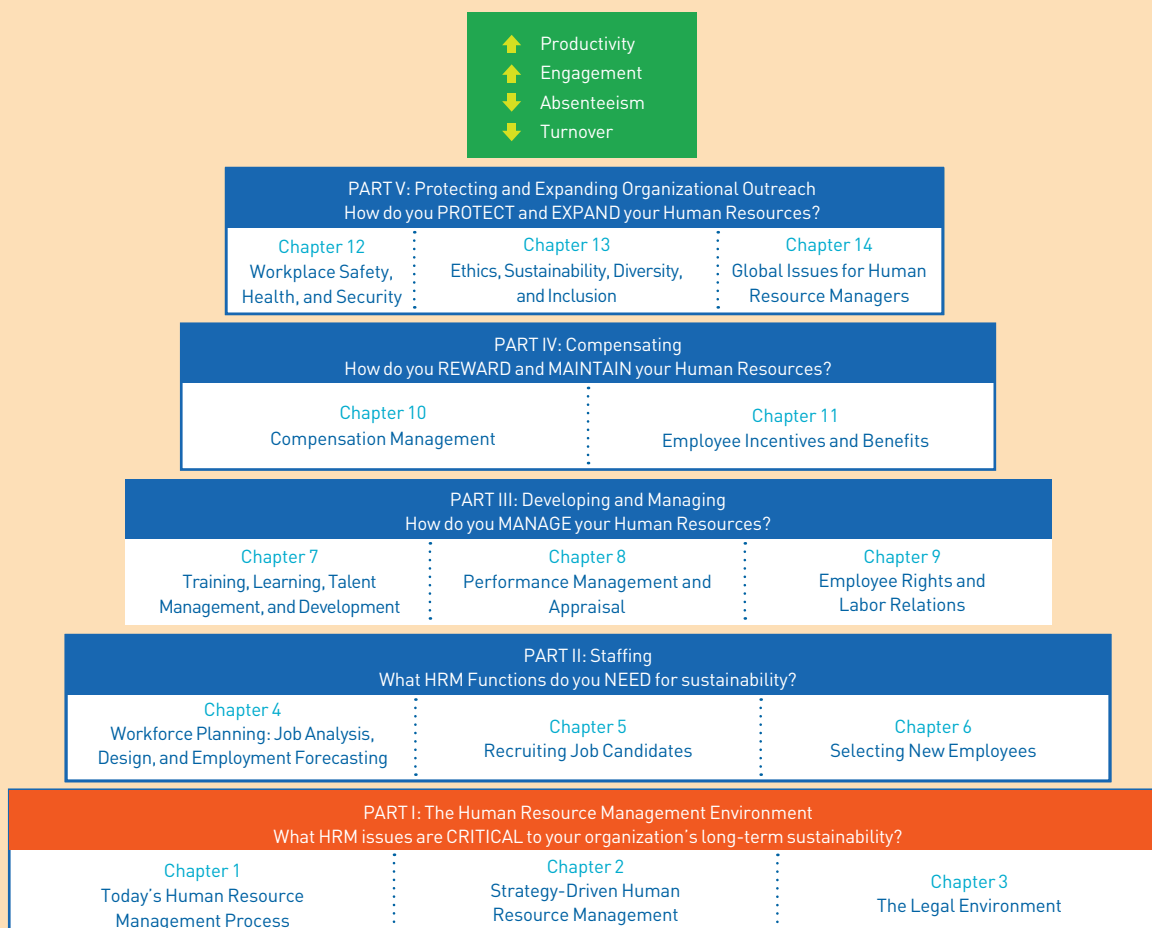 Productivity
Engagement
Absenteeism
Turnover
PART V: Protecting and Expanding Organizational Outreach
How do you PROTECT and EXPAND your Human Resources?
Chapter 12
Workplace Safety,
Health, and Security
Chapter 13
Ethics, Sustainability, Diversity,
and Inclusion
Chapter 14
Global Issues for Human
Resource Managers
PART IV: Compensating
How do you REWARD and MAINTAIN your Human Resources?
Chapter 10
Compensation Management
Chapter 11
Employee Incentives and Benefits
PART III: Developing and Managing
How do you MANAGE your Human Resources?
Chapter 7
Training, Learning, Talent
Management, and Development
Chapter 8
Performance Management and
Appraisal
Chapter 9
Employee Rights and
Labor Relations
PART II: Staffing
What HRM Functions do you NEED for sustainability?
Chapter 4
Workforce Planning: Job Analysis,
Design, and Employment Forecasting
Chapter 5
Recruiting Job Candidates
Chapter 6
Selecting New Employees
PART I: The Human Resource Management Environment
What HRM issues are CRITICAL to your organization's long-term sustainability?
Chapter 1
Today's Human Resource
Management Process
Chapter 2
Strategy-Driven Human
Resource Management
Chapter 3
The Legal Environment